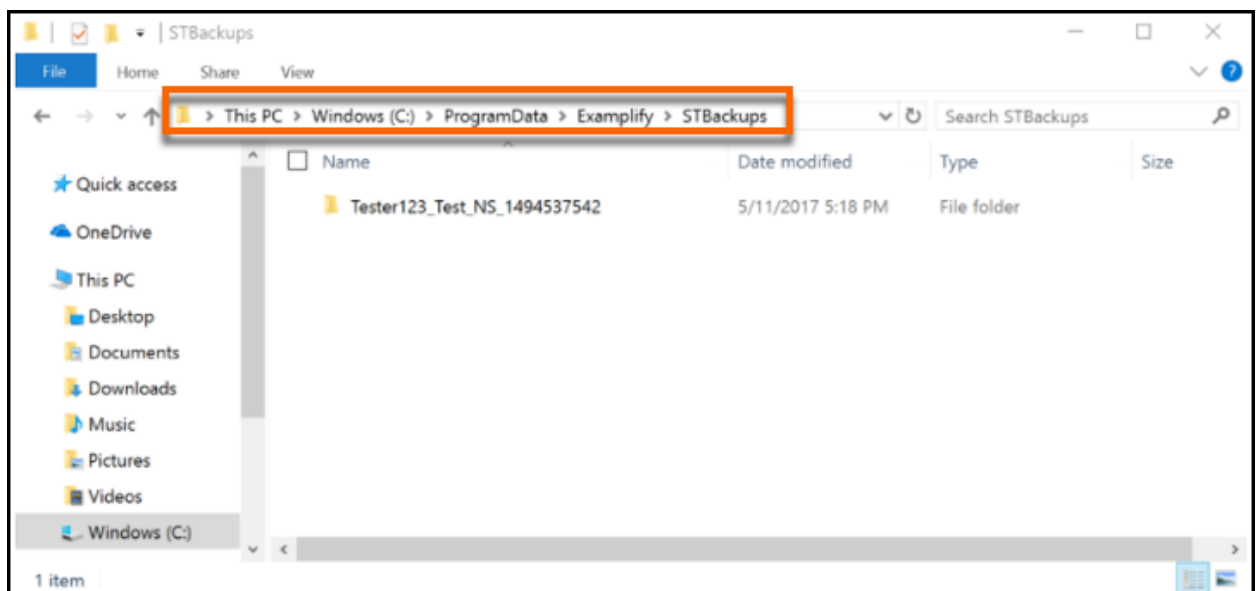 STBackups
File Home Share View
This PC > Windows (C:) > ProgramData > Examplify > STBackups
Search STBackups
Name Date modified Type Size
Quick access
Tester123_Test_NS_1494537542 5/11/2017 5:18 PM File folder
OneDrive
This PC
Desktop
Documents
Downloads
Music
Pictures
Videos
Windows (C:)
1 item